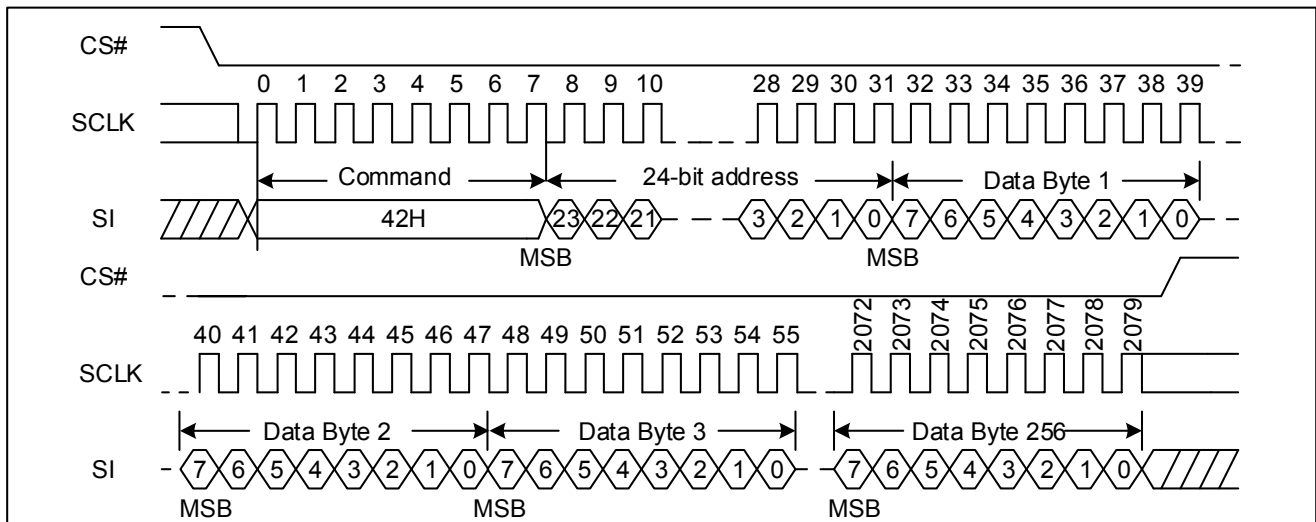 CS#
0 1 2 3 4 5 6 7 8 9 10 28 29 30 31 32 33 34 35 36 37 38 39
SCLK
Command 24-bit address Data Byte 1
SI 42H 23 22 21 3 2 1 0 7 6 5 4 3 2 1 0
MSB MSB
CS#
40 41 42 43 44 45 46 47 48 49 50 51 52 53 54 55 2072 2073 2074 2075 2076 2077 2078 2079
SCLK
Data Byte 2 Data Byte 3 Data Byte 256
SI 7 6 5 4 3 2 1 0 7 6 5 4 3 2 1 0 7 6 5 4 3 2 1 0
MSB MSB MSB